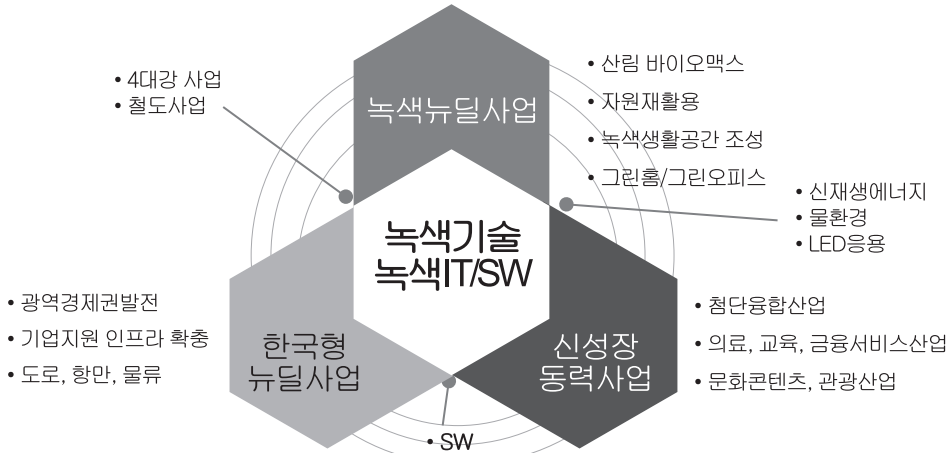 • 4대강 사업
• 철도사업
녹색뉴딜사업
• 산림 바이오맥스
• 자원재활용
• 녹색생활공간 조성
• 그린홈/그린오피스
• 신재생에너지
• 물환경
• LED응용
녹색기술
녹색IT/SW
• 광역경제권발전
• 기업지원 인프라 확충
• 도로, 항만, 물류
한국형
뉴딜사업
신성장
동력사업
• 첨단융합산업
• 의료, 교육, 금융서비스산업
• 문화콘텐츠, 관광산업
• SW